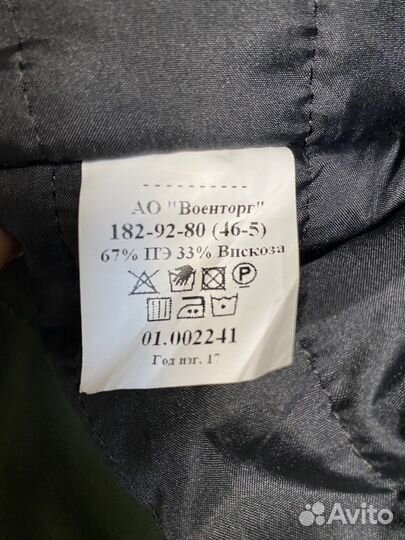 - - - - - - - - - - -
АО "Военторг"
182-92-80 (46-5)
67% ПЭ 33% Вискоза
P
01.002241
Год изг. 17
Avito